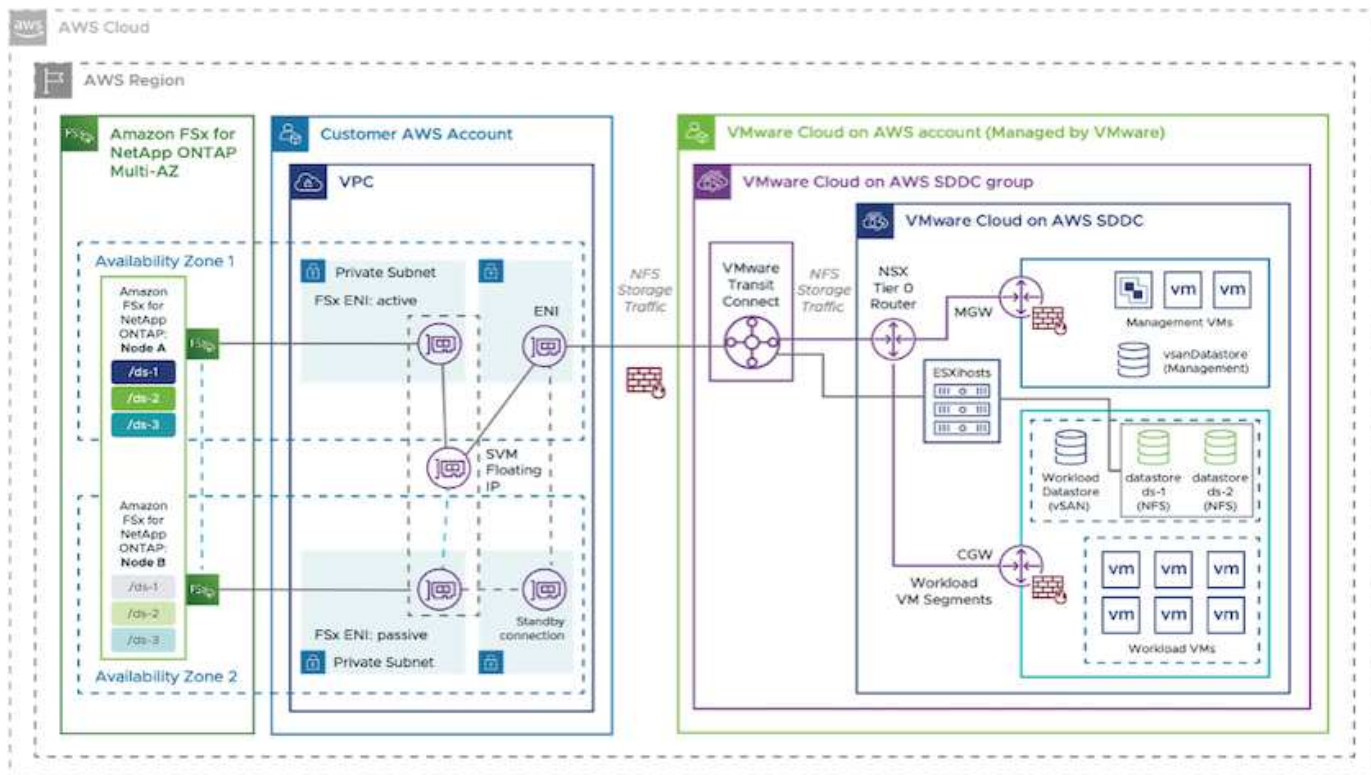 aws
AWS Cloud
AWS Region
FSx
Amazon FSx for
NetApp ONTAP
Multi-AZ
Customer AWS Account
VPC
Availability Zone 1
Amazon
FSx for
NetApp
ONTAP:
Node A
/ds-1
/ds-2
/ds-3
FSx
Private Subnet
FSx ENI: active
ENI
SVM
Floating
IP
Amazon
FSx for
NetApp
ONTAP:
Node B
/ds-1
/ds-2
/ds-3
FSx
FSx ENI: passive
Private Subnet
Standby
connection
Availability Zone 2
NFS
Storage
Traffic
VMware Cloud on AWS account (Managed by VMware)
VMware Cloud on AWS SDDC group
VMware Cloud on AWS SDDC
VMware
Transit
Connect
NFS
Storage
Traffic
NSX
Tier 0
Router
MGW
vm
vm
Management VMs
vsanDatastore
(Management)
ESXihosts
Workload
Datastore
(vSAN)
datastore
ds-1
(NFS)
datastore
ds-2
(NFS)
CGW
Workload
VM Segments
vm
vm
vm
vm
vm
vm
Workload VMs